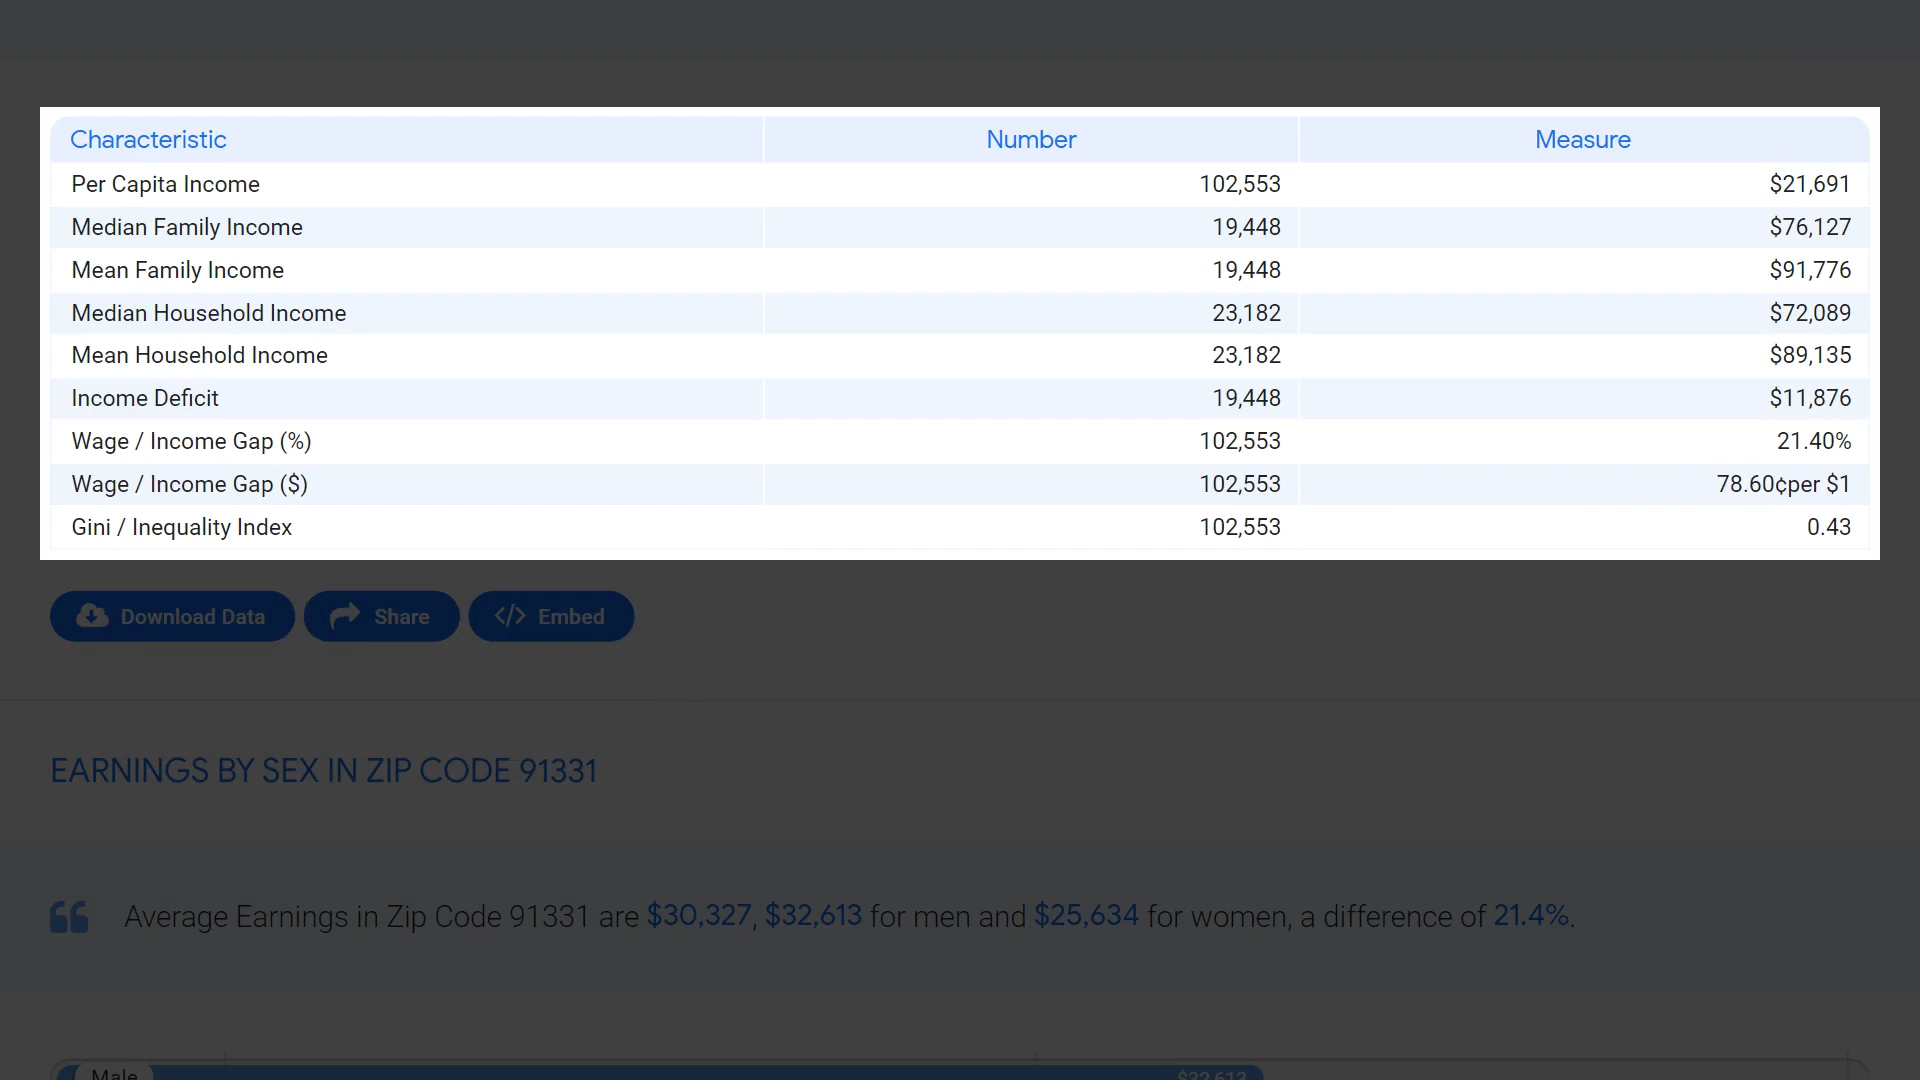 Characteristic Number Measure
Per Capita Income 102,553 $21,691
Median Family Income 19,448 $76,127
Mean Family Income 19,448 $91,776
Median Household Income 23,182 $72,089
Mean Household Income 23,182 $89,135
Income Deficit 19,448 $11,876
Wage / Income Gap (%) 102,553 21.40%
Wage / Income Gap ($) 102,553 78.60¢per $1
Gini / Inequality Index 102,553 0.43
Download Data Share </> Embed
EARNINGS BY SEX IN ZIP CODE 91331
Average Earnings in Zip Code 91331 are $30,327, $32,613 for men and $25,634 for women, a difference of 21.4%.
Male $32,613